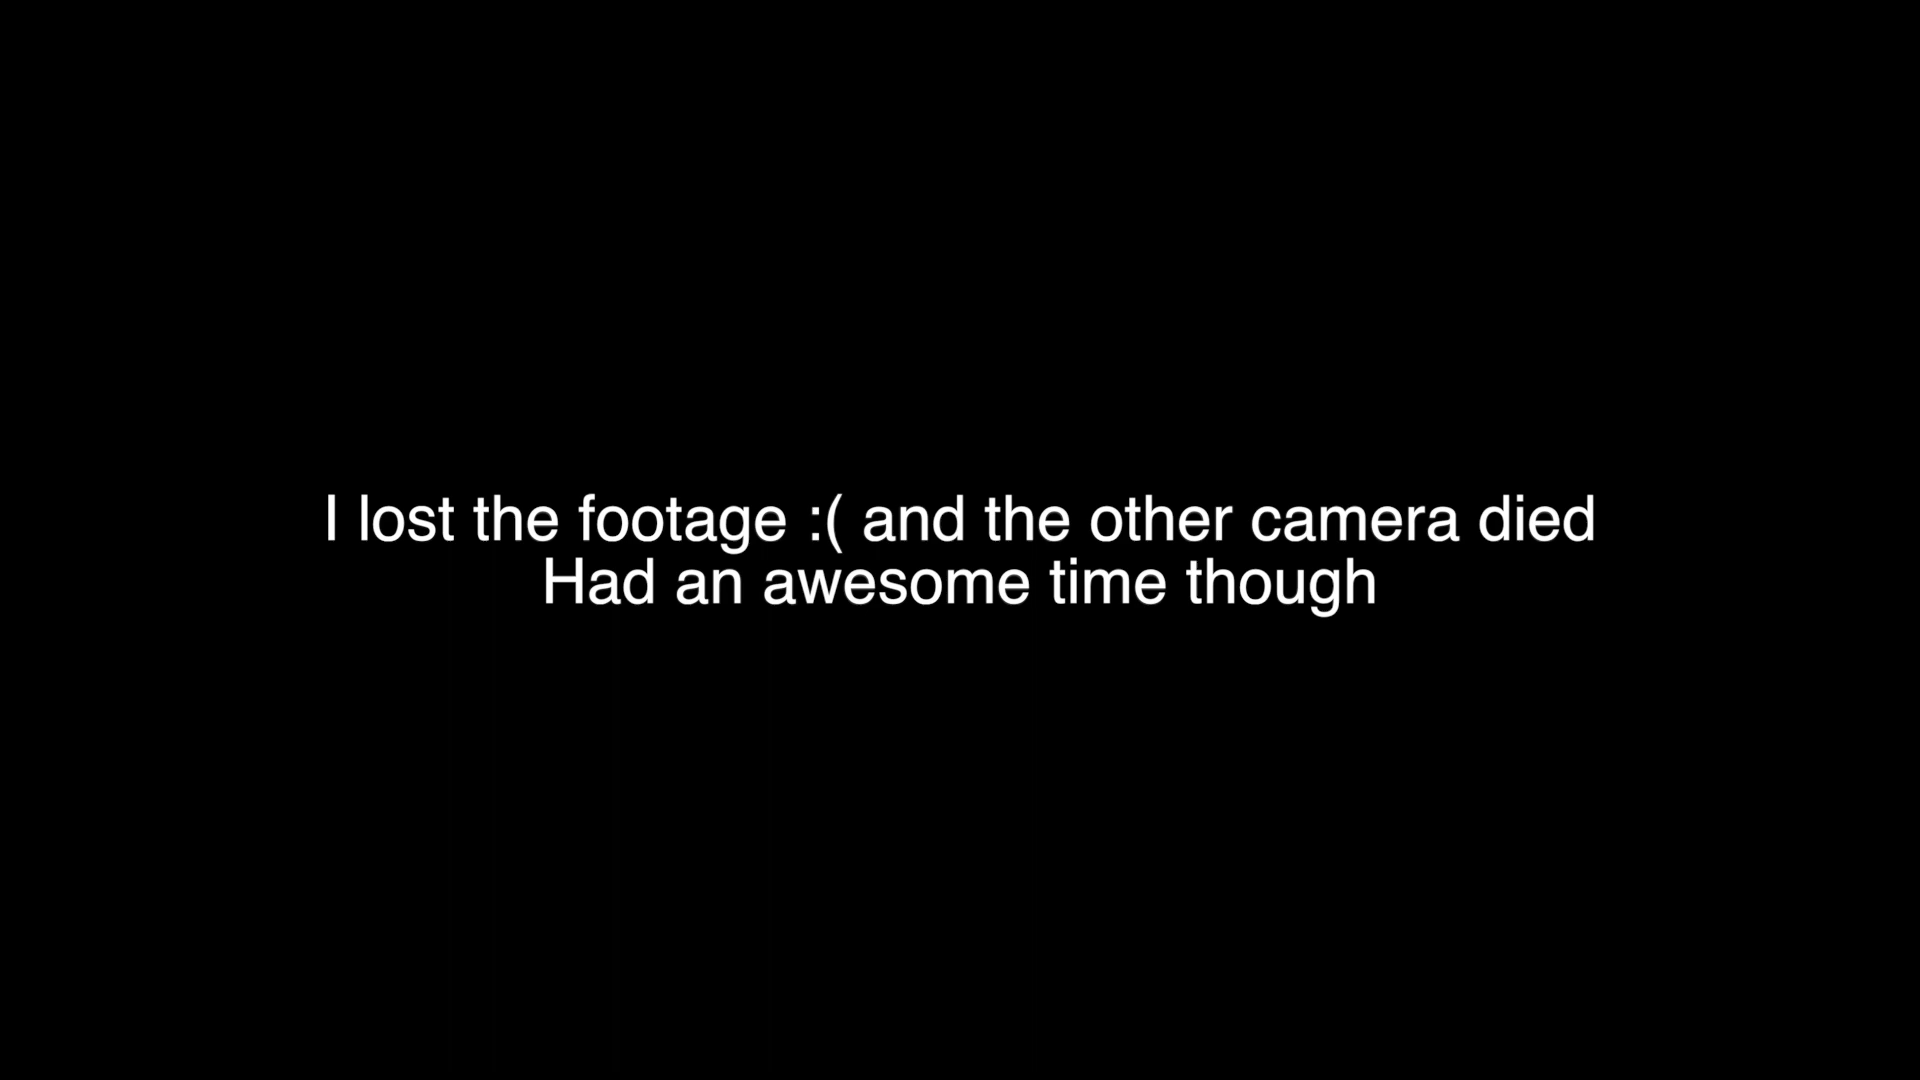 I lost the footage :( and the other camera died
Had an awesome time though